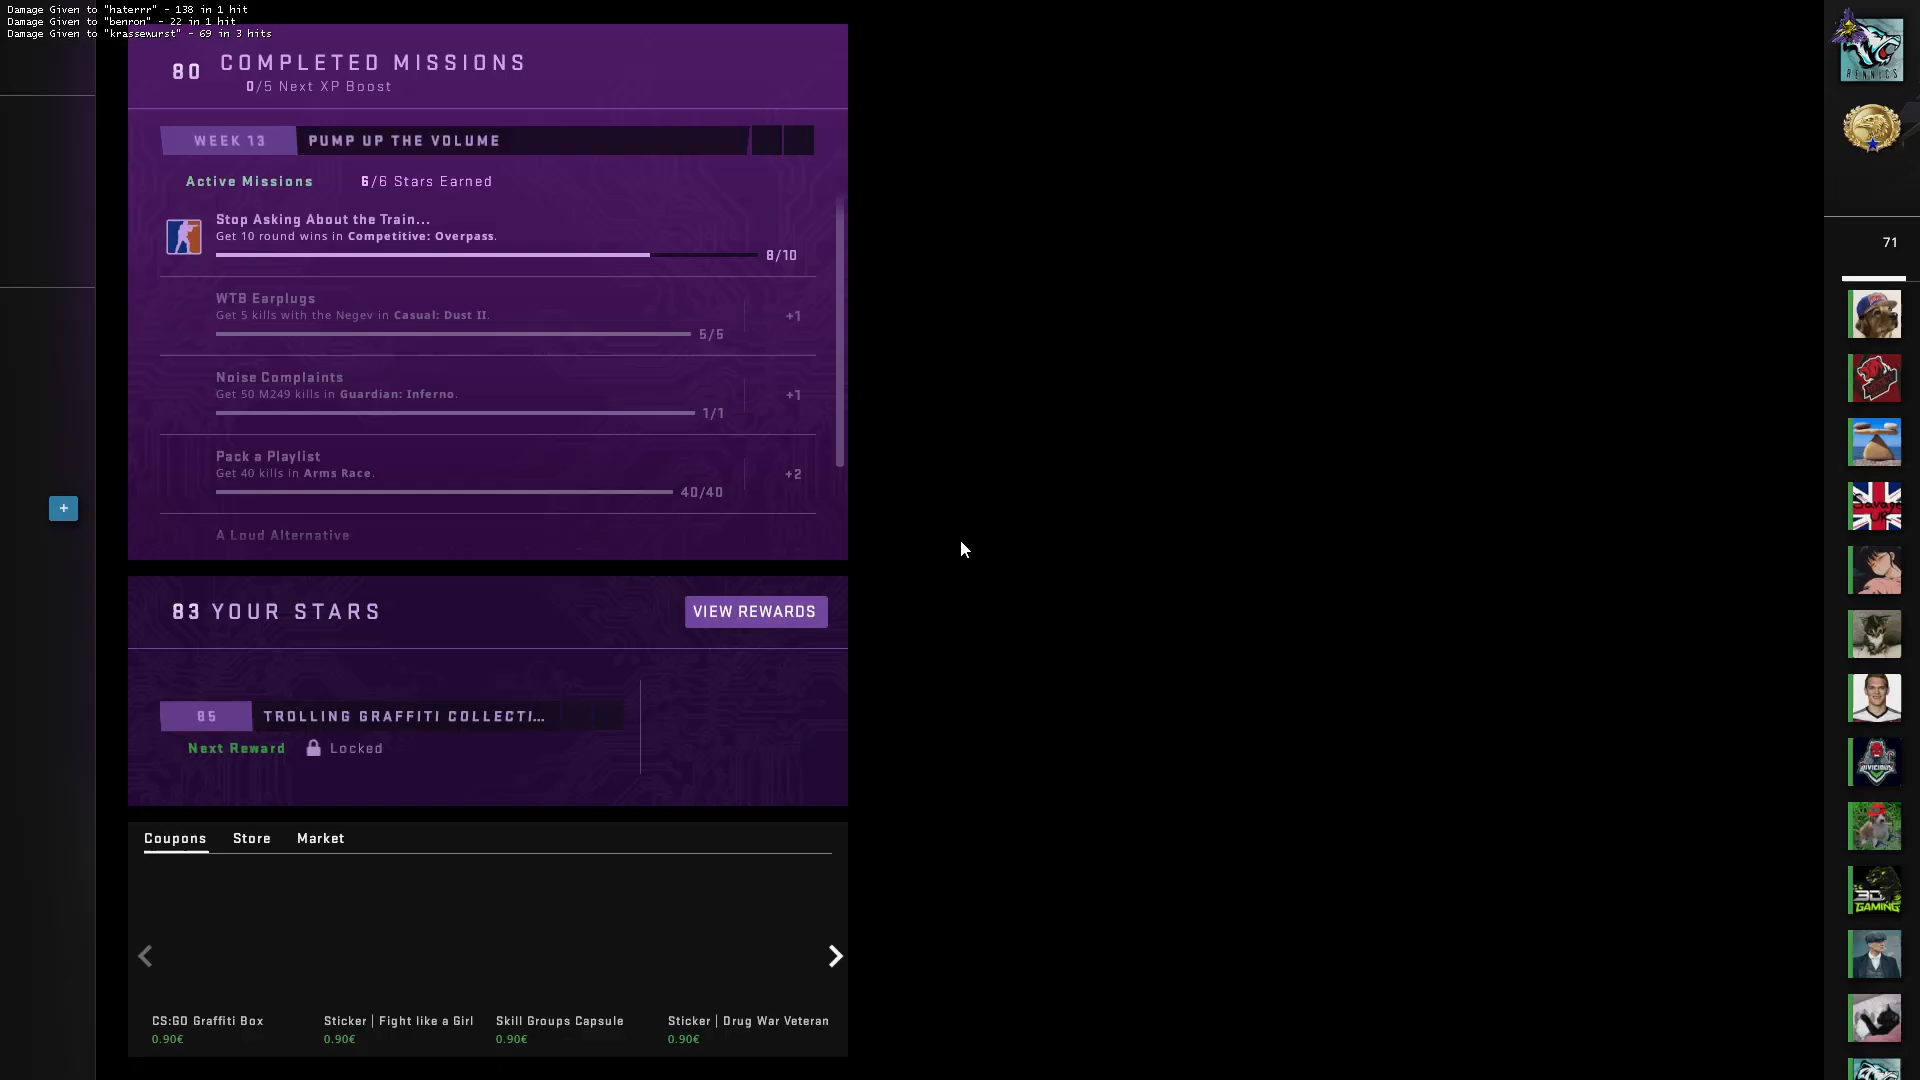 Damage Given to "haterrr" - 138 in 1 hit
Damage Given to "benron" - 22 in 1 hit
Damage Given to "krassewurst" - 69 in 3 hits
80 COMPLETED MISSIONS
0/5 Next XP Boost
WEEK 13 PUMP UP THE VOLUME
Active Missions 6/6 Stars Earned
Stop Asking About the Train...
Get 10 round wins in Competitive: Overpass.
8/10
WTB Earplugs
Get 5 kills with the Negev in Casual: Dust II.
+1
5/5
Noise Complaints
Get 50 M249 kills in Guardian: Inferno.
+1
1/1
Pack a Playlist
Get 40 kills in Arms Race.
+2
40/40
A Loud Alternative
+
83 YOUR STARS
VIEW REWARDS
85 TROLLING GRAFFITI COLLECTI...
Next Reward Locked
Coupons Store Market
CS:GO Graffiti Box
0.90€
Sticker | Fight like a Girl
0.90€
Skill Groups Capsule
0.90€
Sticker | Drug War Veteran
0.90€
RENNICS
71
3D
GAMING